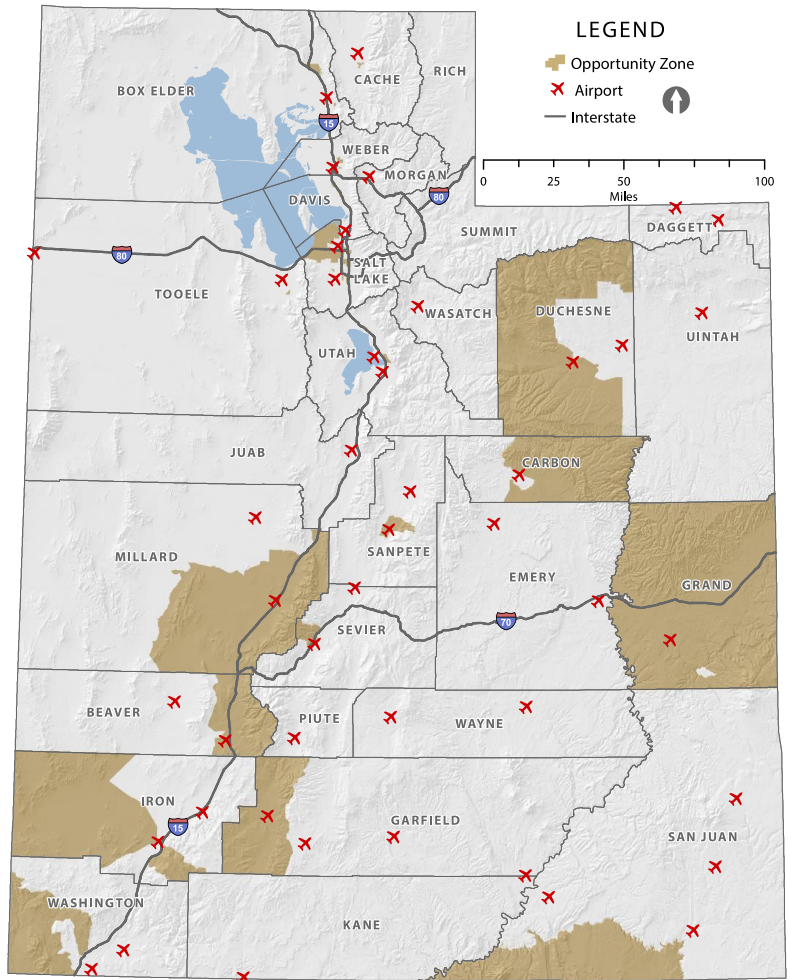 LEGEND
Opportunity Zone
Airport
Interstate
0 25 50 100
Miles
CACHE
RICH
BOX ELDER
15
WEBER
MORGAN
80
DAVIS
SUMMIT
DAGGETT
80
SALT
LAKE
TOOELE
WASATCH
DUCHESNE
UINTAH
UTAH
JUAB
CARBON
SANPETE
MILLARD
EMERY
GRAND
70
SEVIER
BEAVER
PIUTE
WAYNE
IRON
15
GARFIELD
SAN JUAN
WASHINGTON
KANE